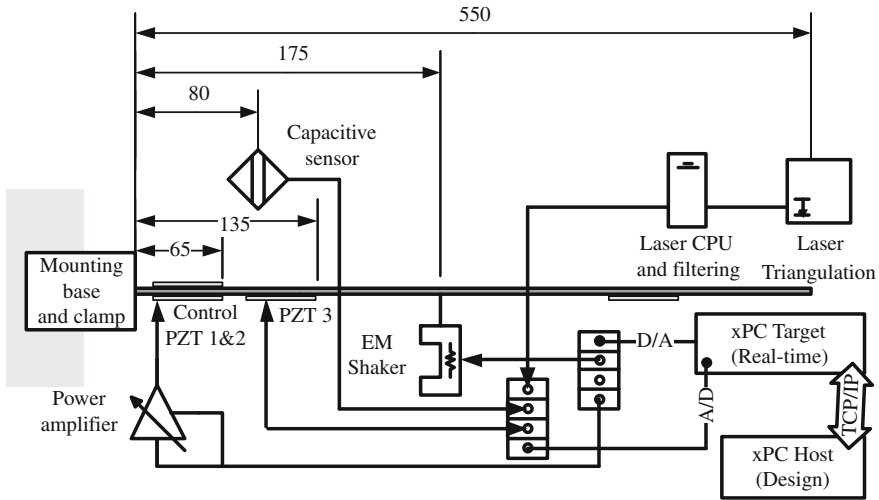 550
175
80
Capacitive
sensor
135
65
Mounting
base
and clamp
Control
PZT 1&2
PZT 3
EM
Shaker
Laser CPU
and filtering
Laser
Triangulation
D/A
xPC Target
(Real-time)
A/D
TCP/IP
Power
amplifier
xPC Host
(Design)